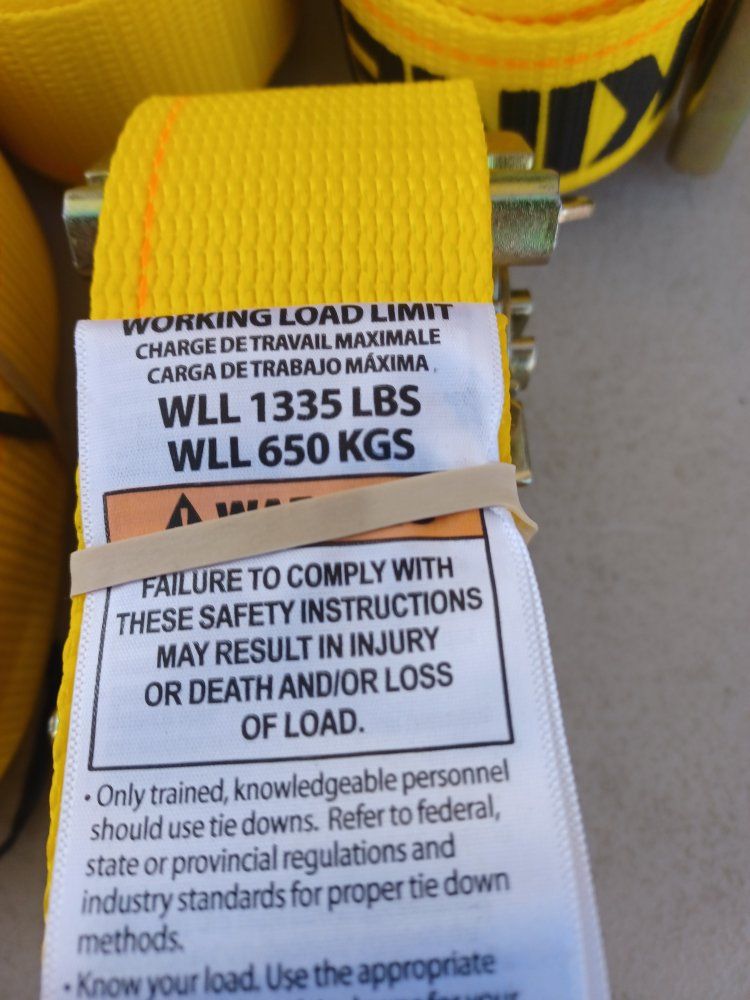 WORKING LOAD LIMIT
CHARGE DE TRAVAIL MAXIMALE
CARGA DE TRABAJO MÁXIMA
WLL 1335 LBS
WLL 650 KGS
FAILURE TO COMPLY WITH
THESE SAFETY INSTRUCTIONS
MAY RESULT IN INJURY
OR DEATH AND/OR LOSS
OF LOAD.
• Only trained, knowledgeable personnel
should use tie downs. Refer to federal,
state or provincial regulations and
industry standards for proper tie down
methods.
• Know your load. Use the appropriate